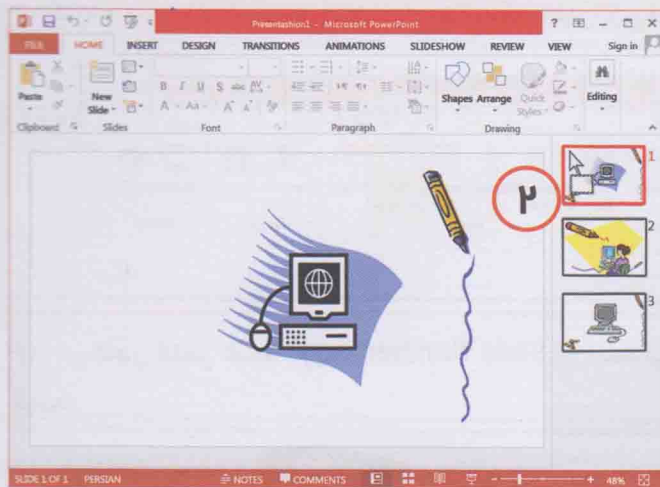 Presentashion1 - Microsoft PowerPoint
FILE HOME INSERT DESIGN TRANSITIONS ANIMATIONS SLIDESHOW REVIEW VIEW Sign in
Paste
New Slide
Shapes Arrange Quick Styles
Editing
Clipboard Slides Font Paragraph Drawing
۲
1
2
3
SLIDE 1 OF 1 PERSIAN NOTES COMMENTS 48%